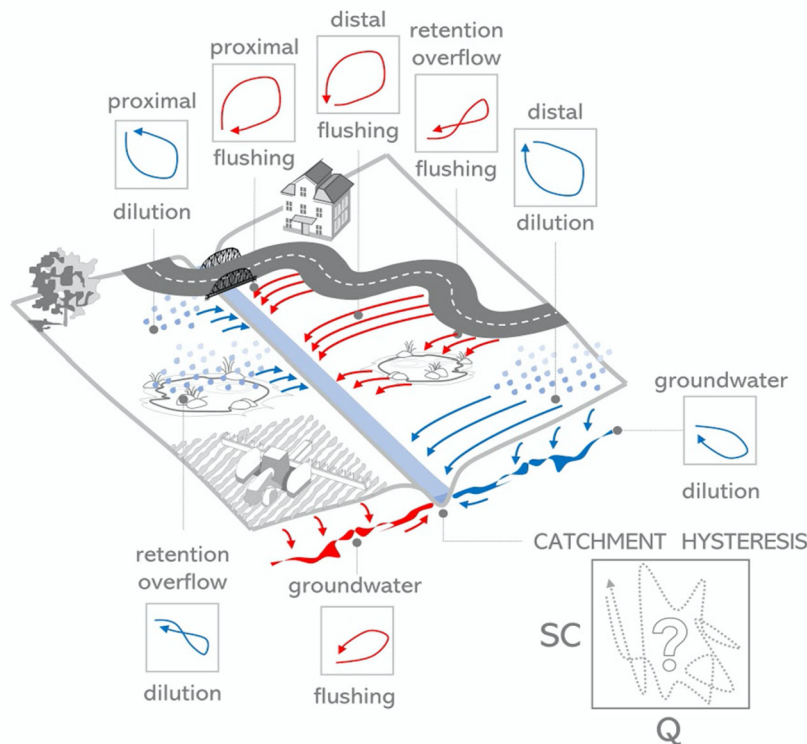 distal
retention
overflow
proximal
proximal
distal
flushing
flushing
flushing
dilution
dilution
groundwater
dilution
CATCHMENT HYSTERESIS
retention
overflow
groundwater
SC
?
dilution
flushing
Q